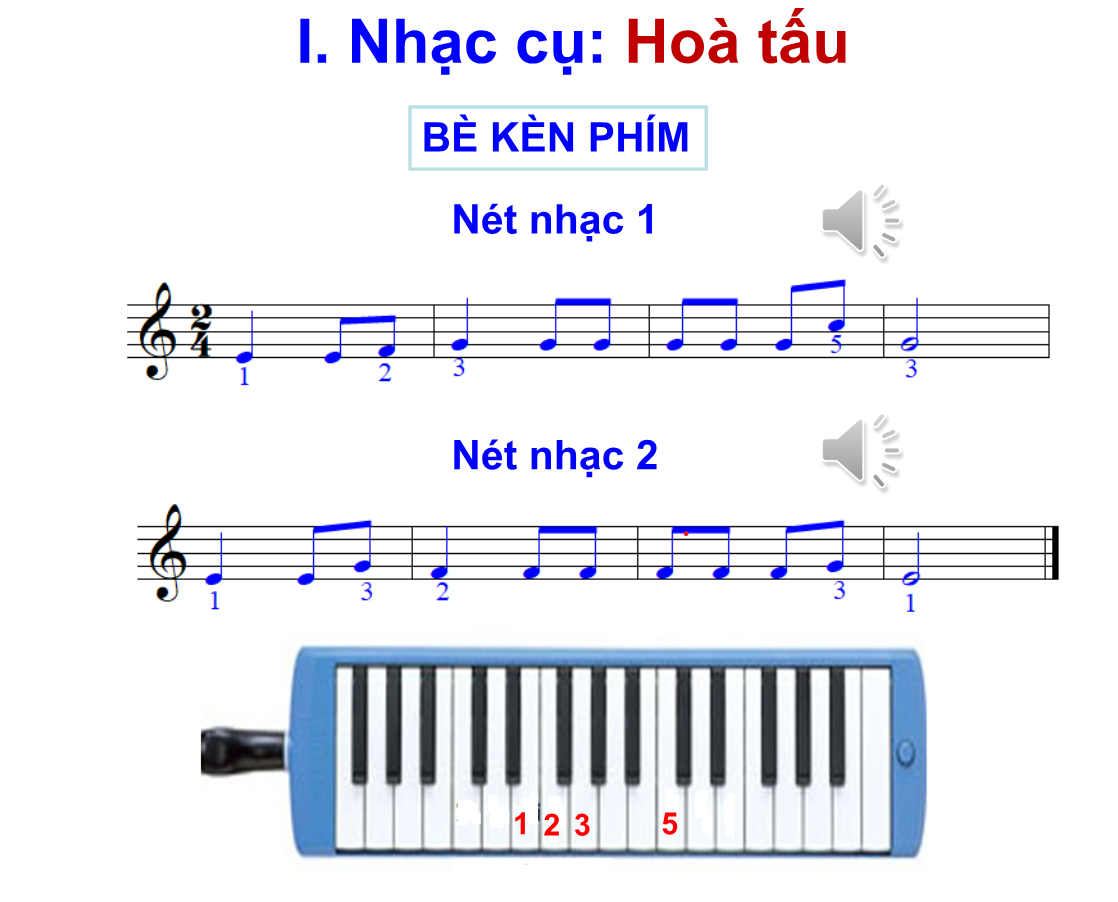 I. Nhạc cụ: Hoà tấu
BÈ KÈN PHÍM
Nét nhạc 1
2
4
1 2 3 5 3
Nét nhạc 2
1 3 2 3 1
1 2 3 5